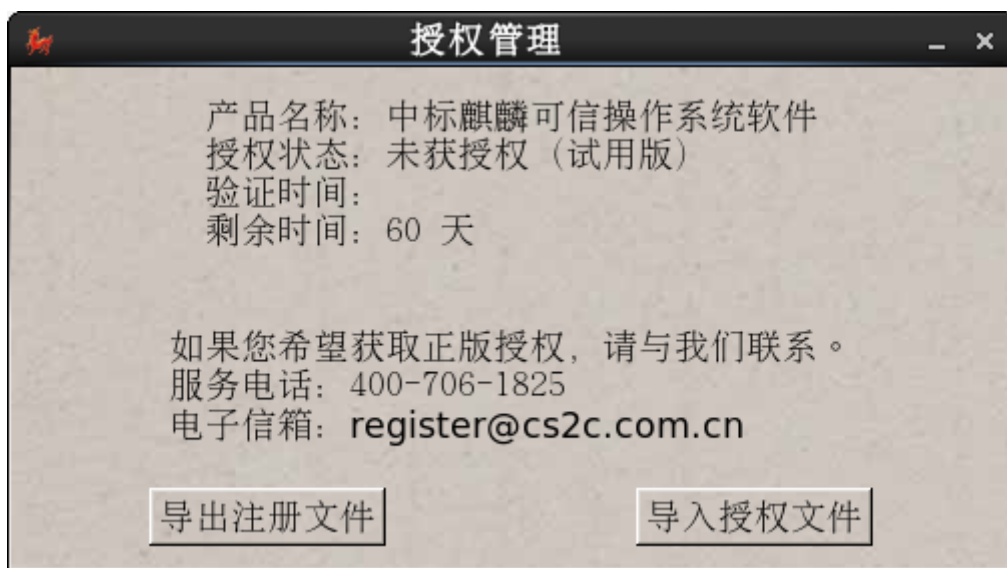 授权管理
产品名称：中标麒麟可信操作系统软件
授权状态：未获授权（试用版）
验证时间：
剩余时间：60 天
如果您希望获取正版授权，请与我们联系。
服务电话：400-706-1825
电子信箱：register@cs2c.com.cn
导出注册文件 导入授权文件